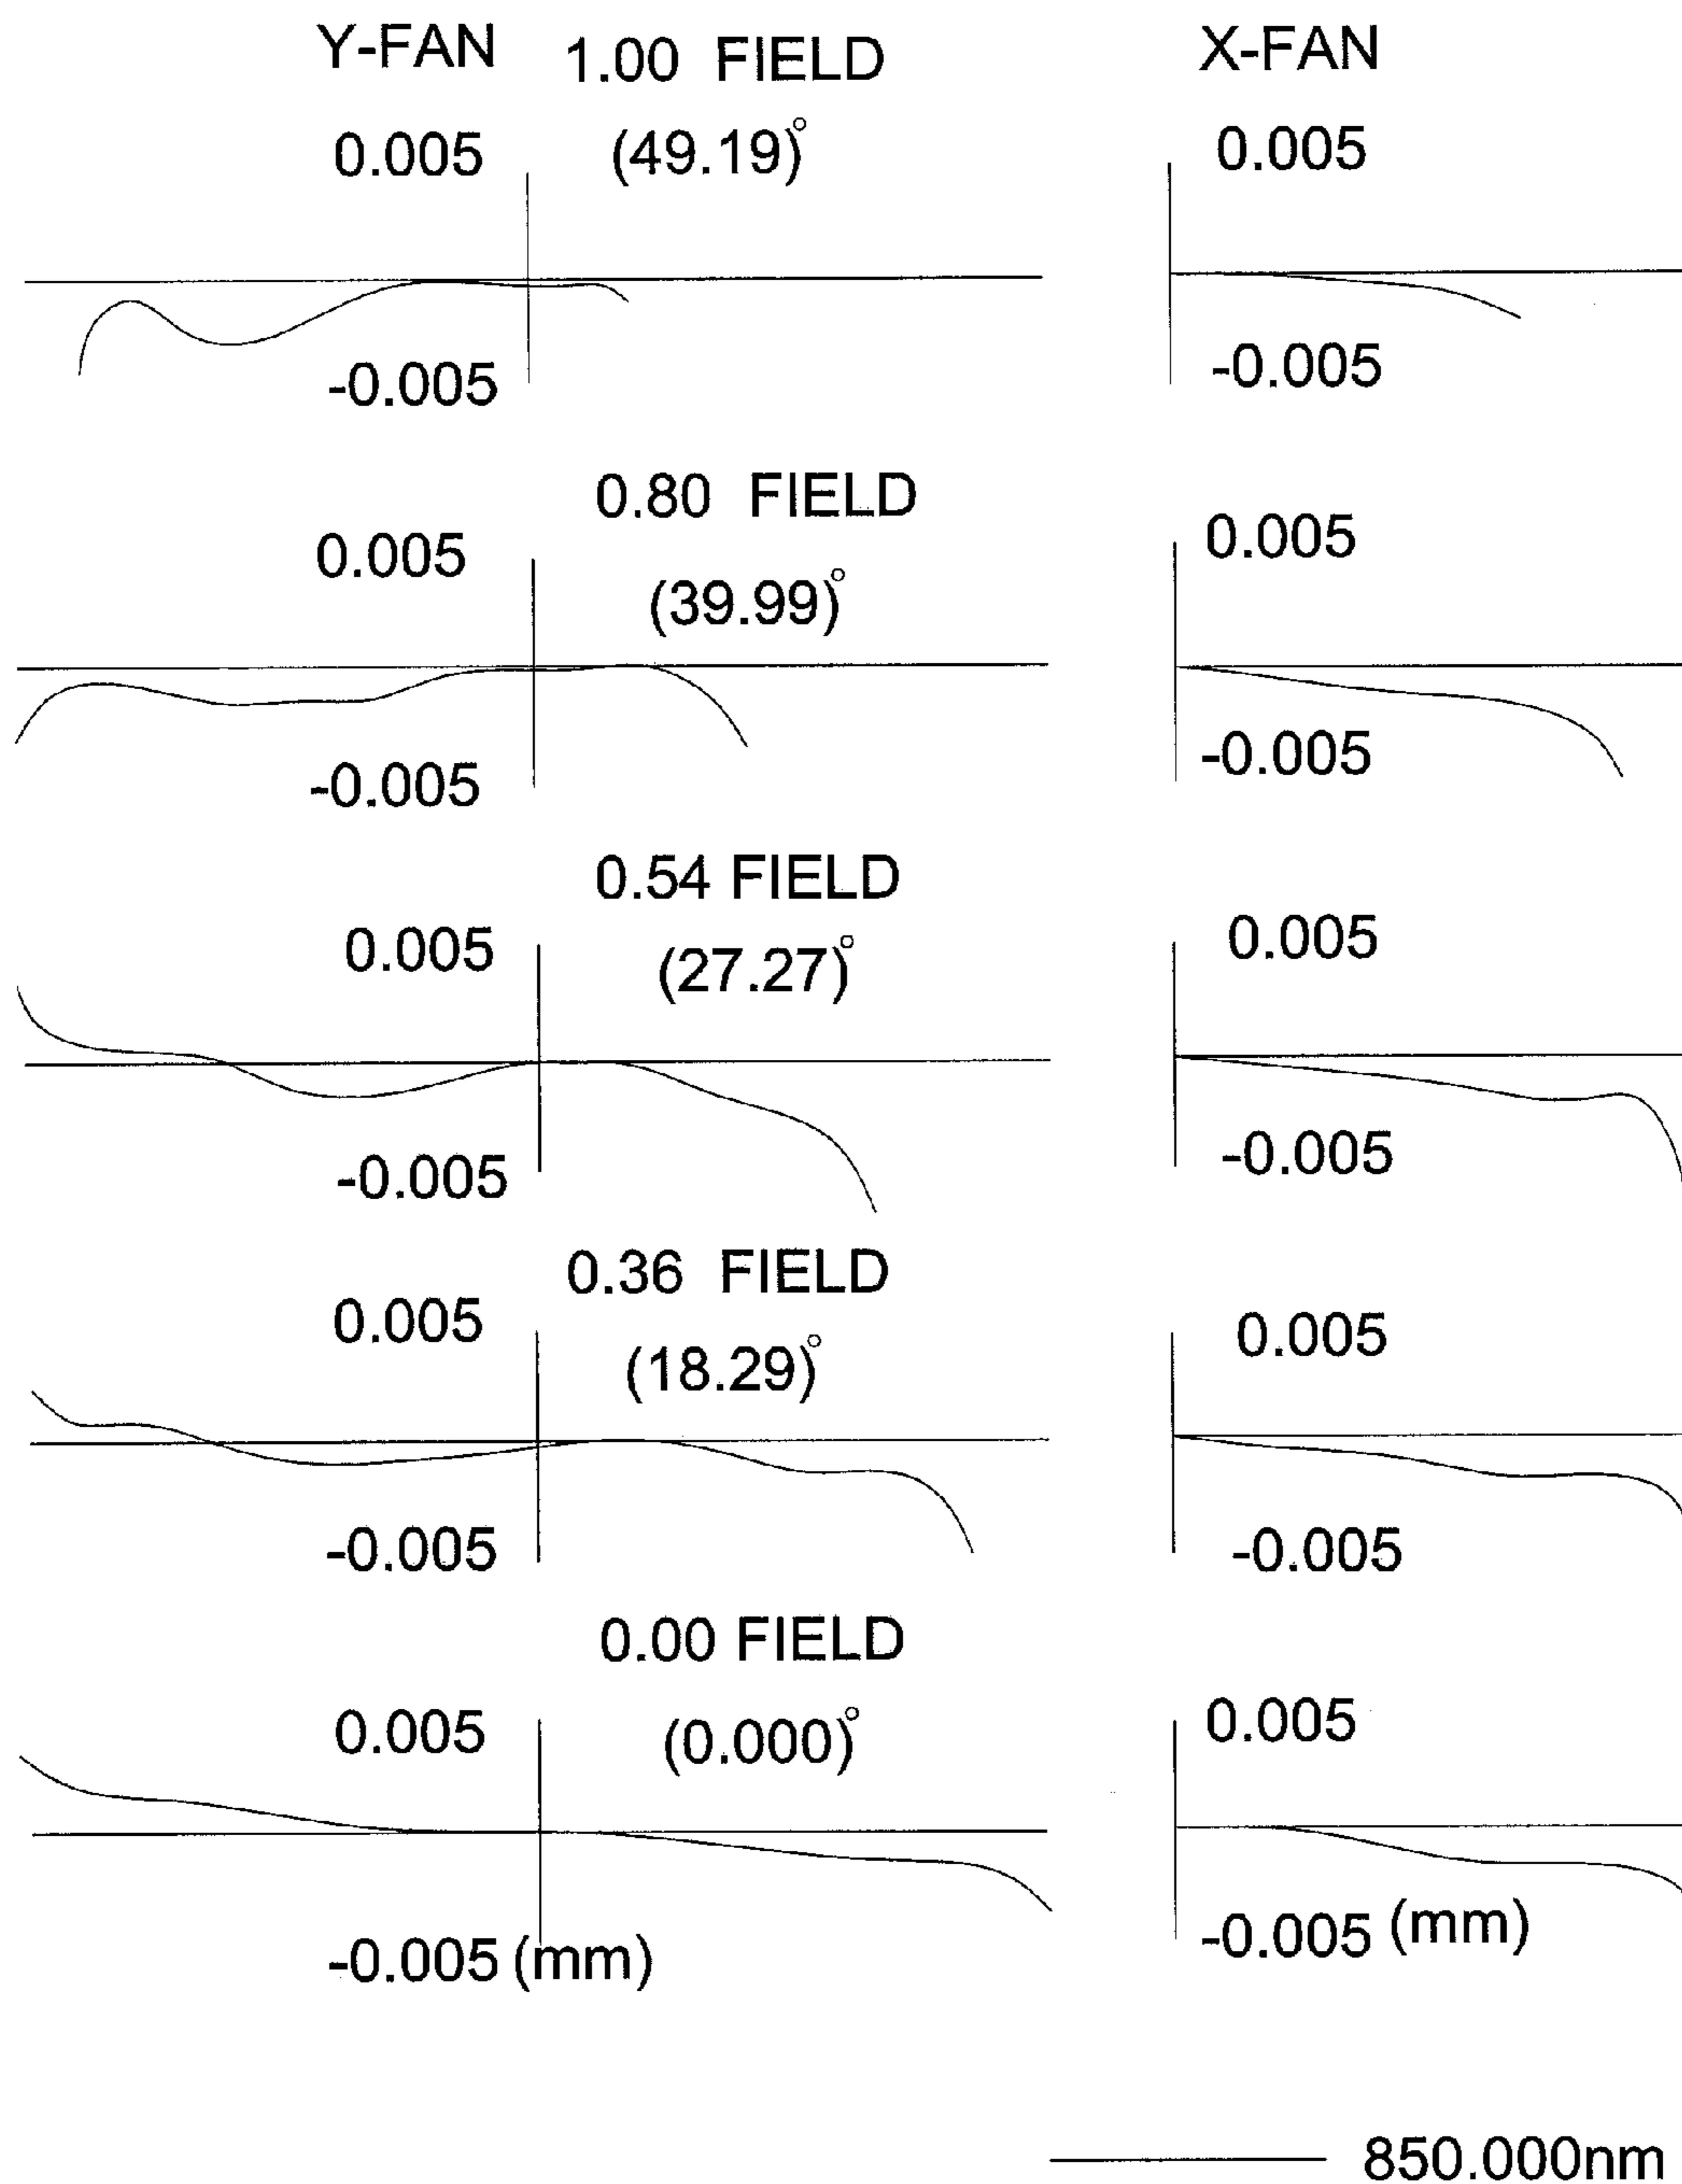 Y-FAN 1.00 FIELD X-FAN
0.005 (49.19)° 0.005
-0.005 -0.005
0.80 FIELD
0.005 (39.99)° 0.005
-0.005 -0.005
0.54 FIELD
0.005 (27.27)° 0.005
-0.005 -0.005
0.36 FIELD
0.005 (18.29)° 0.005
-0.005 -0.005
0.00 FIELD
0.005 (0.000)° 0.005
-0.005 (mm) -0.005 (mm)
850.000nm